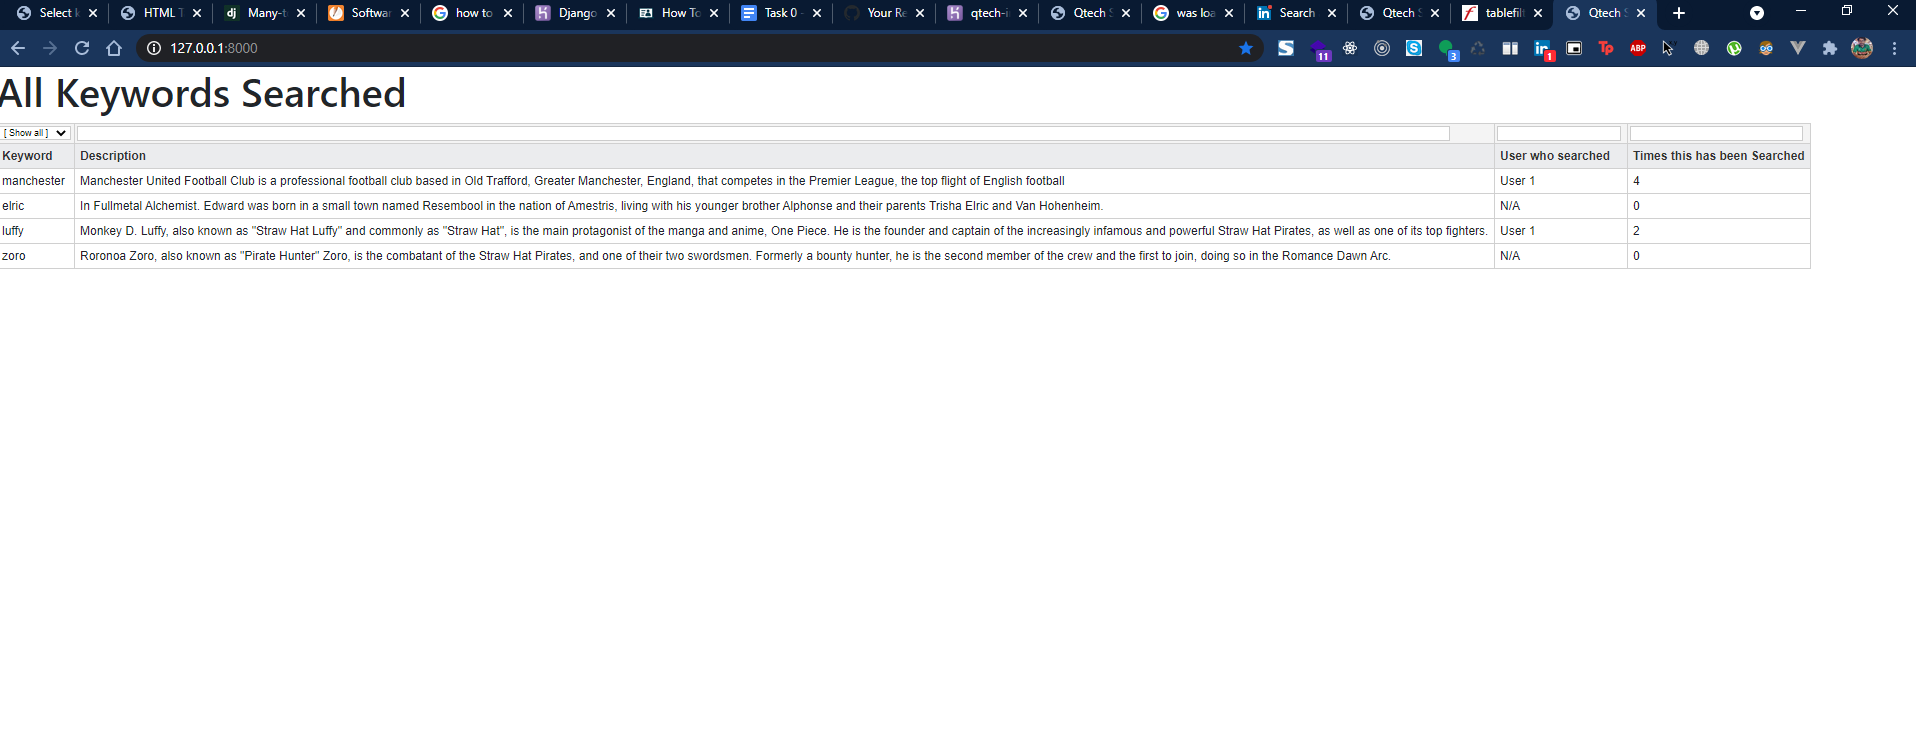 Select k HTML T Many-t Softwar how to Django How To Task 0 - Your Re qtech-i Qtech S was loa Search Qtech S tablefilt Qtech S
127.0.0.1:8000 11 3 1 Tp ABP
All Keywords Searched
[ Show all ]
Keyword Description User who searched Times this has been Searched
manchester Manchester United Football Club is a professional football club based in Old Trafford, Greater Manchester, England, that competes in the Premier League, the top flight of English football User 1 4
elric In Fullmetal Alchemist. Edward was born in a small town named Resembool in the nation of Amestris, living with his younger brother Alphonse and their parents Trisha Elric and Van Hohenheim. N/A 0
luffy Monkey D. Luffy, also known as "Straw Hat Luffy" and commonly as "Straw Hat", is the main protagonist of the manga and anime, One Piece. He is the founder and captain of the increasingly infamous and powerful Straw Hat Pirates, as well as one of its top fighters. User 1 2
zoro Roronoa Zoro, also known as "Pirate Hunter" Zoro, is the combatant of the Straw Hat Pirates, and one of their two swordsmen. Formerly a bounty hunter, he is the second member of the crew and the first to join, doing so in the Romance Dawn Arc. N/A 0